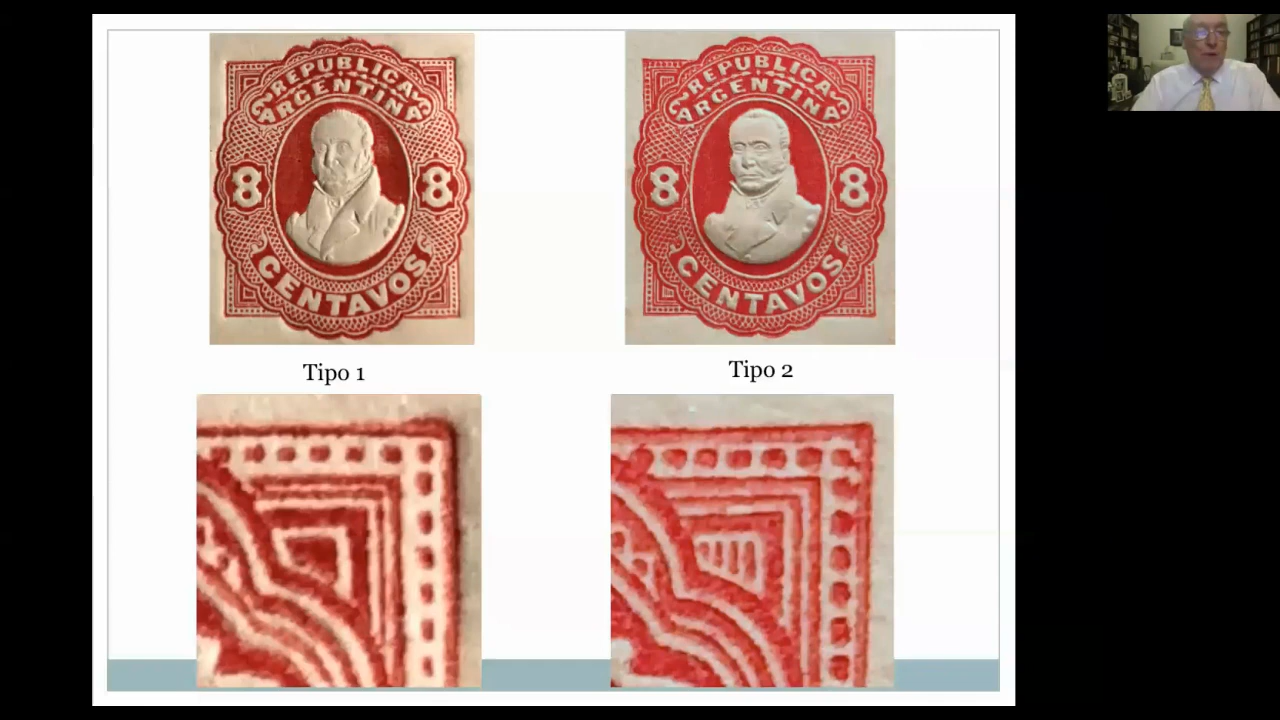 REPUBLICA
ARGENTINA
8 8
CENTAVOS
REPUBLICA
ARGENTINA
8 8
CENTAVOS
Tipo 1
Tipo 2